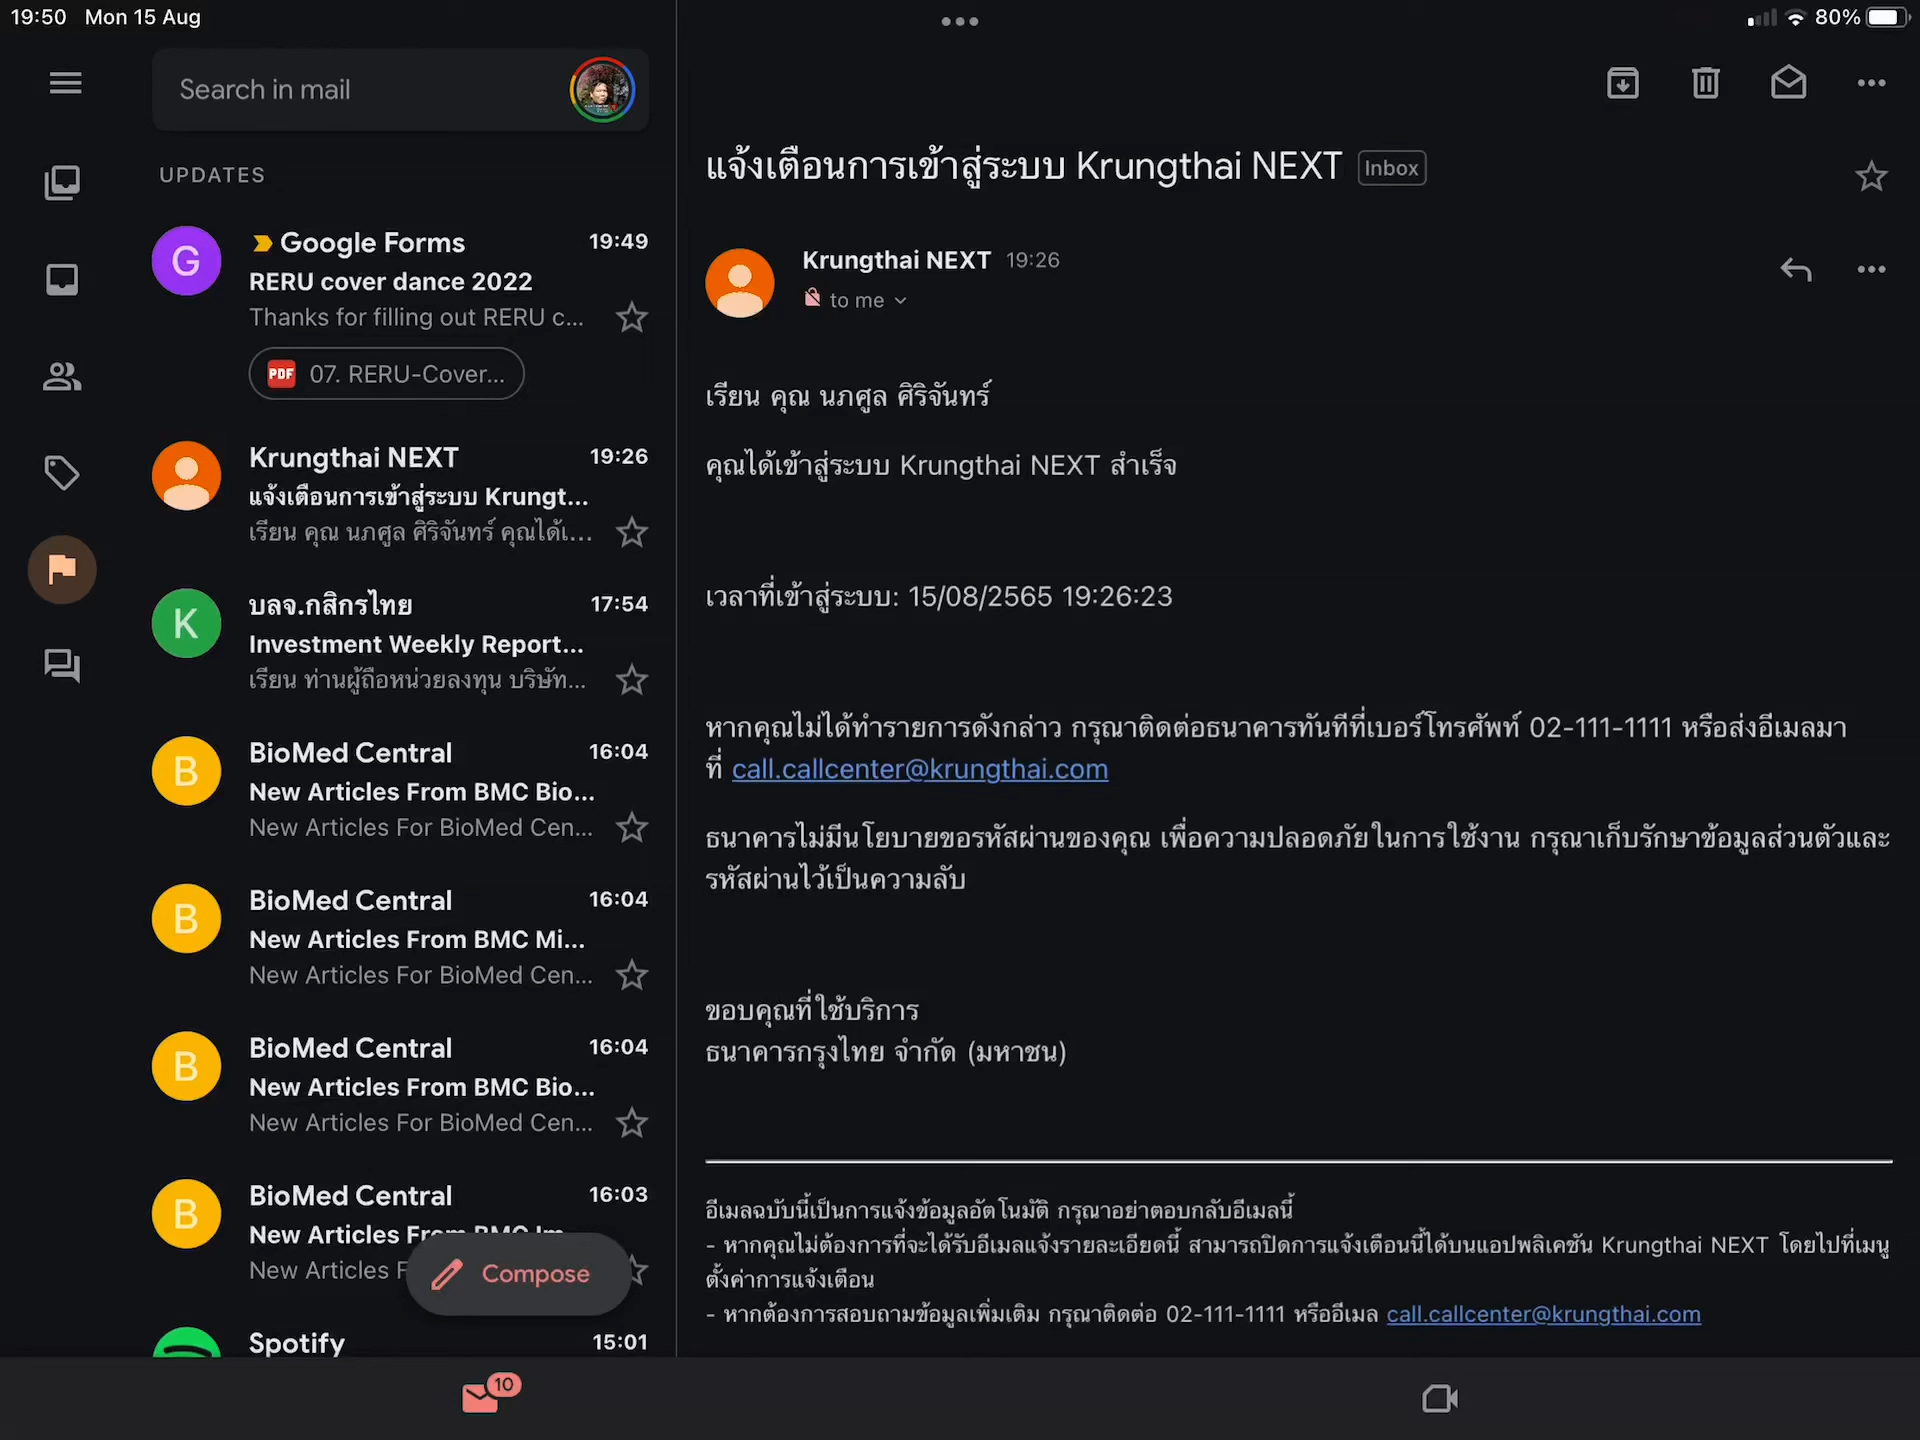 19:50 Mon 15 Aug
80%
Search in mail
UPDATES
G
Google Forms 19:49
RERU cover dance 2022
Thanks for filling out RERU c...
PDF 07. RERU-Cover...
Krungthai NEXT 19:26
แจ้งเตือนการเข้าสู่ระบบ Krungt...
เรียน คุณ นภศูล ศิริจันทร์ คุณได้เ...
K
บลจ.กสิกรไทย 17:54
Investment Weekly Report...
เรียน ท่านผู้ถือหน่วยลงทุน บริษัท...
B
BioMed Central 16:04
New Articles From BMC Bio...
New Articles For BioMed Cen...
B
BioMed Central 16:04
New Articles From BMC Mi...
New Articles For BioMed Cen...
B
BioMed Central 16:04
New Articles From BMC Bio...
New Articles For BioMed Cen...
B
BioMed Central 16:03
New Articles From BMC Im
New Articles F
Compose
Spotify 15:01
10
แจ้งเตือนการเข้าสู่ระบบ Krungthai NEXT Inbox
Krungthai NEXT 19:26
to me
เรียน คุณ นภศูล ศิริจันทร์
คุณได้เข้าสู่ระบบ Krungthai NEXT สำเร็จ
เวลาที่เข้าสู่ระบบ: 15/08/2565 19:26:23
หากคุณไม่ได้ทำรายการดังกล่าว กรุณาติดต่อธนาคารทันทีที่เบอร์โทรศัพท์ 02-111-1111 หรือส่งอีเมลมา
ที่ call.callcenter@krungthai.com
ธนาคารไม่มีนโยบายขอรหัสผ่านของคุณ เพื่อความปลอดภัยในการใช้งาน กรุณาเก็บรักษาข้อมูลส่วนตัวและ
รหัสผ่านไว้เป็นความลับ
ขอบคุณที่ใช้บริการ
ธนาคารกรุงไทย จำกัด (มหาชน)
อีเมลฉบับนี้เป็นการแจ้งข้อมูลอัตโนมัติ กรุณาอย่าตอบกลับอีเมลนี้
- หากคุณไม่ต้องการที่จะได้รับอีเมลแจ้งรายละเอียดนี้ สามารถปิดการแจ้งเตือนนี้ได้บนแอปพลิเคชัน Krungthai NEXT โดยไปที่เมนู
ตั้งค่าการแจ้งเตือน
- หากต้องการสอบถามข้อมูลเพิ่มเติม กรุณาติดต่อ 02-111-1111 หรืออีเมล call.callcenter@krungthai.com